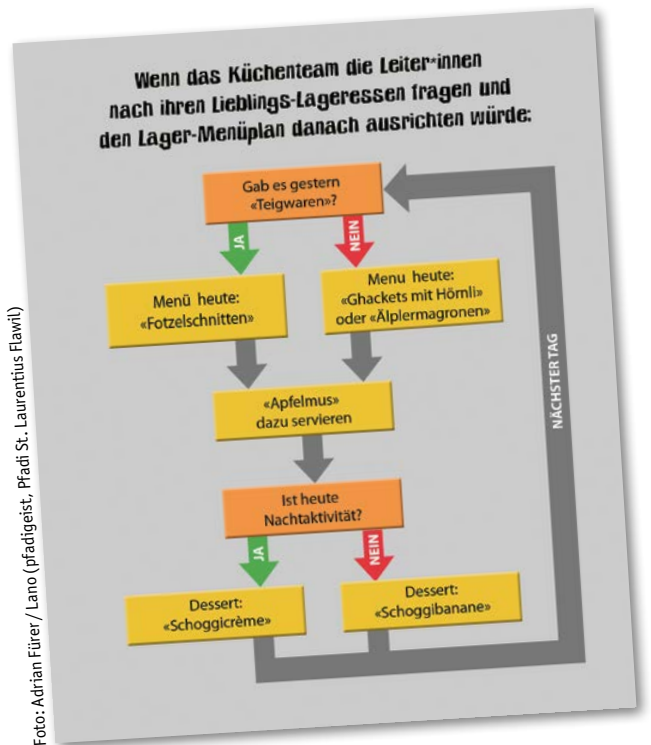 Wenn das Küchenteam die Leiter*innen
nach ihren Lieblings-Lageressen fragen und
den Lager-Menüplan danach ausrichten würde:
Gab es gestern
«Teigwaren»?
JA
NEIN
Menü heute:
«Fotzelschnitten»
Menu heute:
«Ghackets mit Hörnli»
oder «Älplermagronen»
«Apfelmus»
dazu servieren
Ist heute
Nachtaktivität?
JA
NEIN
Dessert:
«Schoggicrème»
Dessert:
«Schoggibanane»
NÄCHSTER TAG
Foto: Adrian Fürer / Lano (pfadigeist, Pfadi St. Laurentius Flawil)